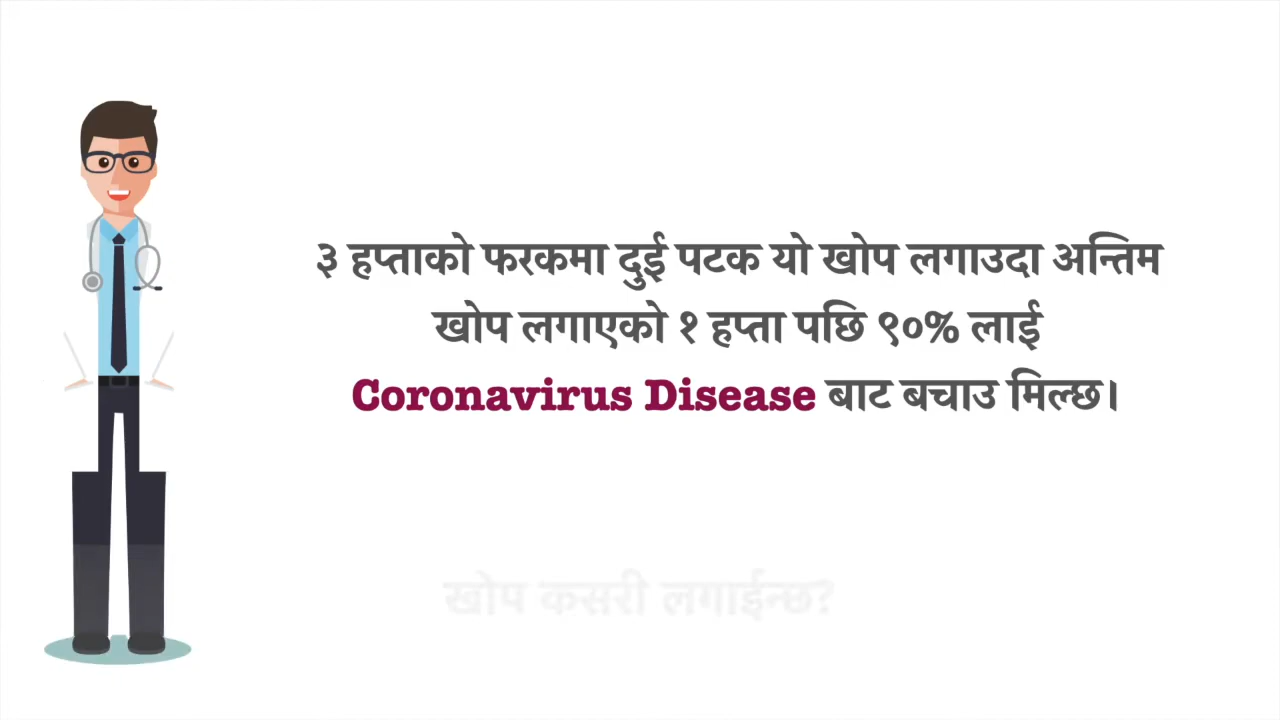 ३ हप्ताको फरकमा दुई पटक यो खोप लगाउदा अन्तिम
खोप लगाएको १ हप्ता पछि ९०% लाई
Coronavirus Disease बाट बचाउ मिल्छ।
खोप कसरी लगाईन्छ?